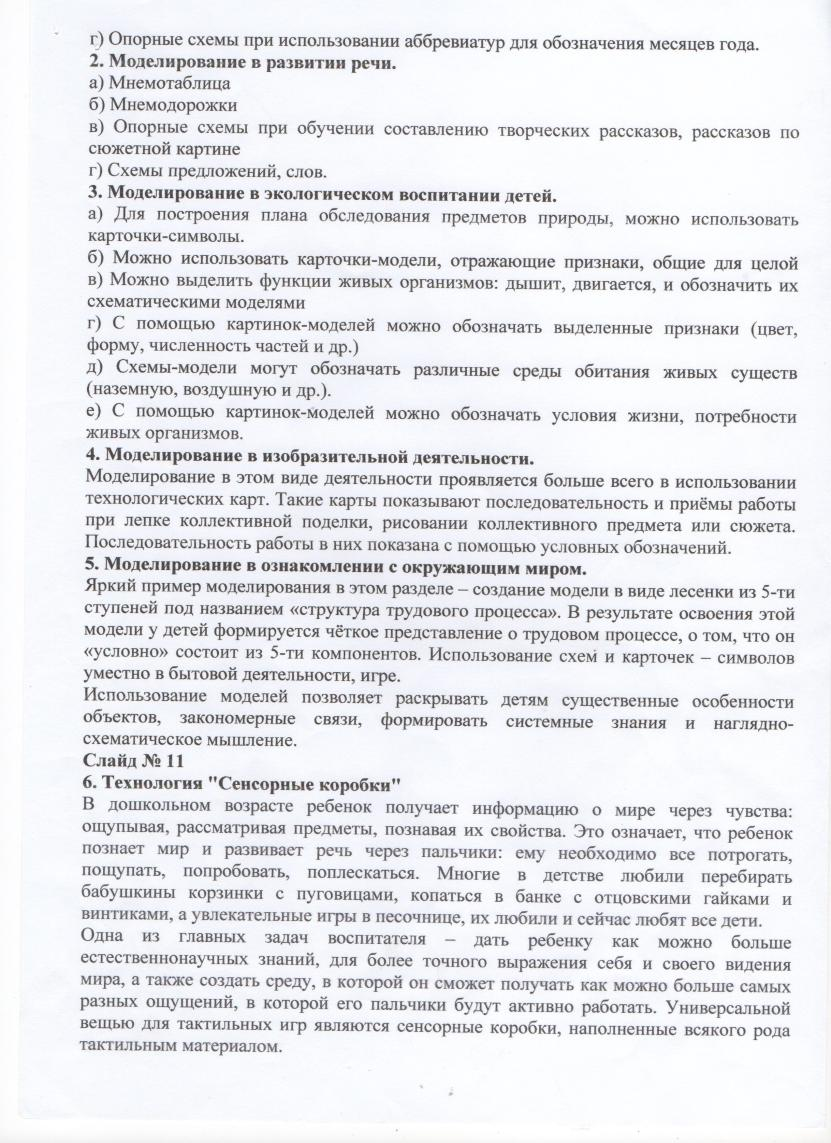 г) Опорные схемы при использовании аббревиатур для обозначения месяцев года.
2. Моделирование в развитии речи.
а) Мнемотаблица
б) Мнемодорожки
в) Опорные схемы при обучении составлению творческих рассказов, рассказов по
сюжетной картине
г) Схемы предложений, слов.
3. Моделирование в экологическом воспитании детей.
а) Для построения плана обследования предметов природы, можно использовать
карточки-символы.
б) Можно использовать карточки-модели, отражающие признаки, общие для целой
в) Можно выделить функции живых организмов: дышит, двигается, и обозначить их
схематическими моделями
г) С помощью картинок-моделей можно обозначать выделенные признаки (цвет,
форму, численность частей и др.)
д) Схемы-модели могут обозначать различные среды обитания живых существ
(наземную, воздушную и др.).
е) С помощью картинок-моделей можно обозначать условия жизни, потребности
живых организмов.
4. Моделирование в изобразительной деятельности.
Моделирование в этом виде деятельности проявляется больше всего в использовании
технологических карт. Такие карты показывают последовательность и приёмы работы
при лепке коллективной поделки, рисовании коллективного предмета или сюжета.
Последовательность работы в них показана с помощью условных обозначений.
5. Моделирование в ознакомлении с окружающим миром.
Яркий пример моделирования в этом разделе – создание модели в виде лесенки из 5-ти
ступеней под названием «структура трудового процесса». В результате освоения этой
модели у детей формируется чёткое представление о трудовом процессе, о том, что он
«условно» состоит из 5-ти компонентов. Использование схем и карточек – символов
уместно в бытовой деятельности, игре.
Использование моделей позволяет раскрывать детям существенные особенности
объектов, закономерные связи, формировать системные знания и наглядно-
схематическое мышление.
Слайд № 11
6. Технология "Сенсорные коробки"
В дошкольном возрасте ребенок получает информацию о мире через чувства:
ощупывая, рассматривая предметы, познавая их свойства. Это означает, что ребенок
познает мир и развивает речь через пальчики: ему необходимо все потрогать,
пощупать, попробовать, поплескаться. Многие в детстве любили перебирать
бабушкины корзинки с пуговицами, копаться в банке с отцовскими гайками и
винтиками, а увлекательные игры в песочнице, их любили и сейчас любят все дети.
Одна из главных задач воспитателя – дать ребенку как можно больше
естественнонаучных знаний, для более точного выражения себя и своего видения
мира, а также создать среду, в которой он сможет получать как можно больше самых
разных ощущений, в которой его пальчики будут активно работать. Универсальной
вещью для тактильных игр являются сенсорные коробки, наполненные всякого рода
тактильным материалом.